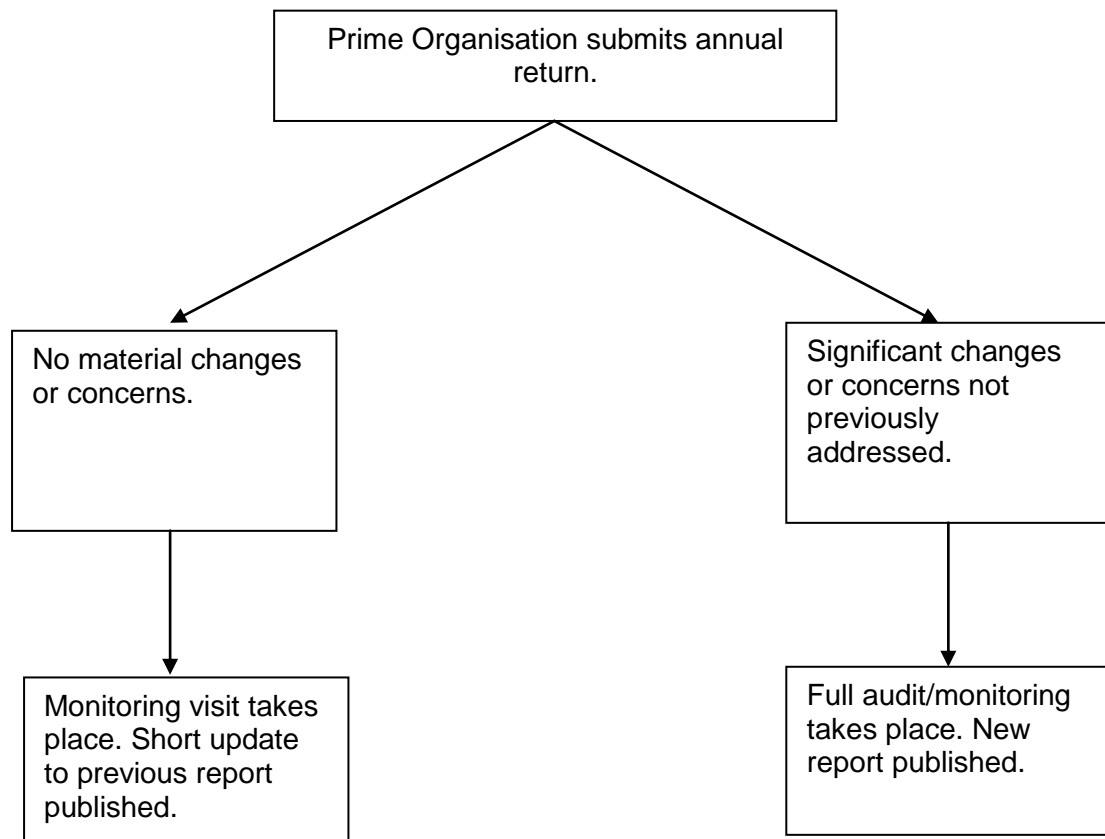 Prime Organisation submits annual
return.
No material changes
or concerns.
Significant changes
or concerns not
previously
addressed.
Monitoring visit takes
place. Short update
to previous report
published.
Full audit/monitoring
takes place. New
report published.